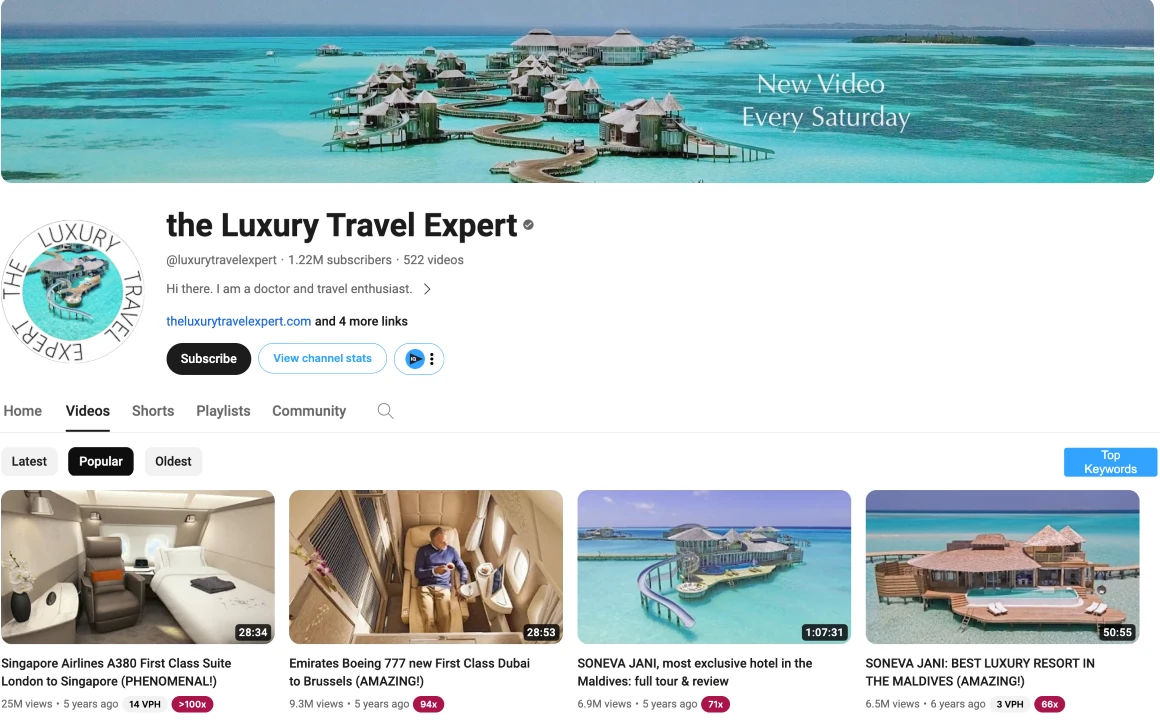 New Video
Every Saturday
THE LUXURY TRAVEL EXPERT
the Luxury Travel Expert
@luxurytravelexpert · 1.22M subscribers · 522 videos
Hi there. I am a doctor and travel enthusiast.
theluxurytravelexpert.com and 4 more links
Subscribe View channel stats IQ
Home Videos Shorts Playlists Community
Latest Popular Oldest Top
Keywords
28:34 28:53 1:07:31 50:55
Singapore Airlines A380 First Class Suite
London to Singapore (PHENOMENAL!)
25M views • 5 years ago 14 VPH >100x
Emirates Boeing 777 new First Class Dubai
to Brussels (AMAZING!)
9.3M views • 5 years ago 94x
SONEVA JANI, most exclusive hotel in the
Maldives: full tour & review
6.9M views • 5 years ago 71x
SONEVA JANI: BEST LUXURY RESORT IN
THE MALDIVES (AMAZING!)
6.5M views • 6 years ago 3 VPH 66x